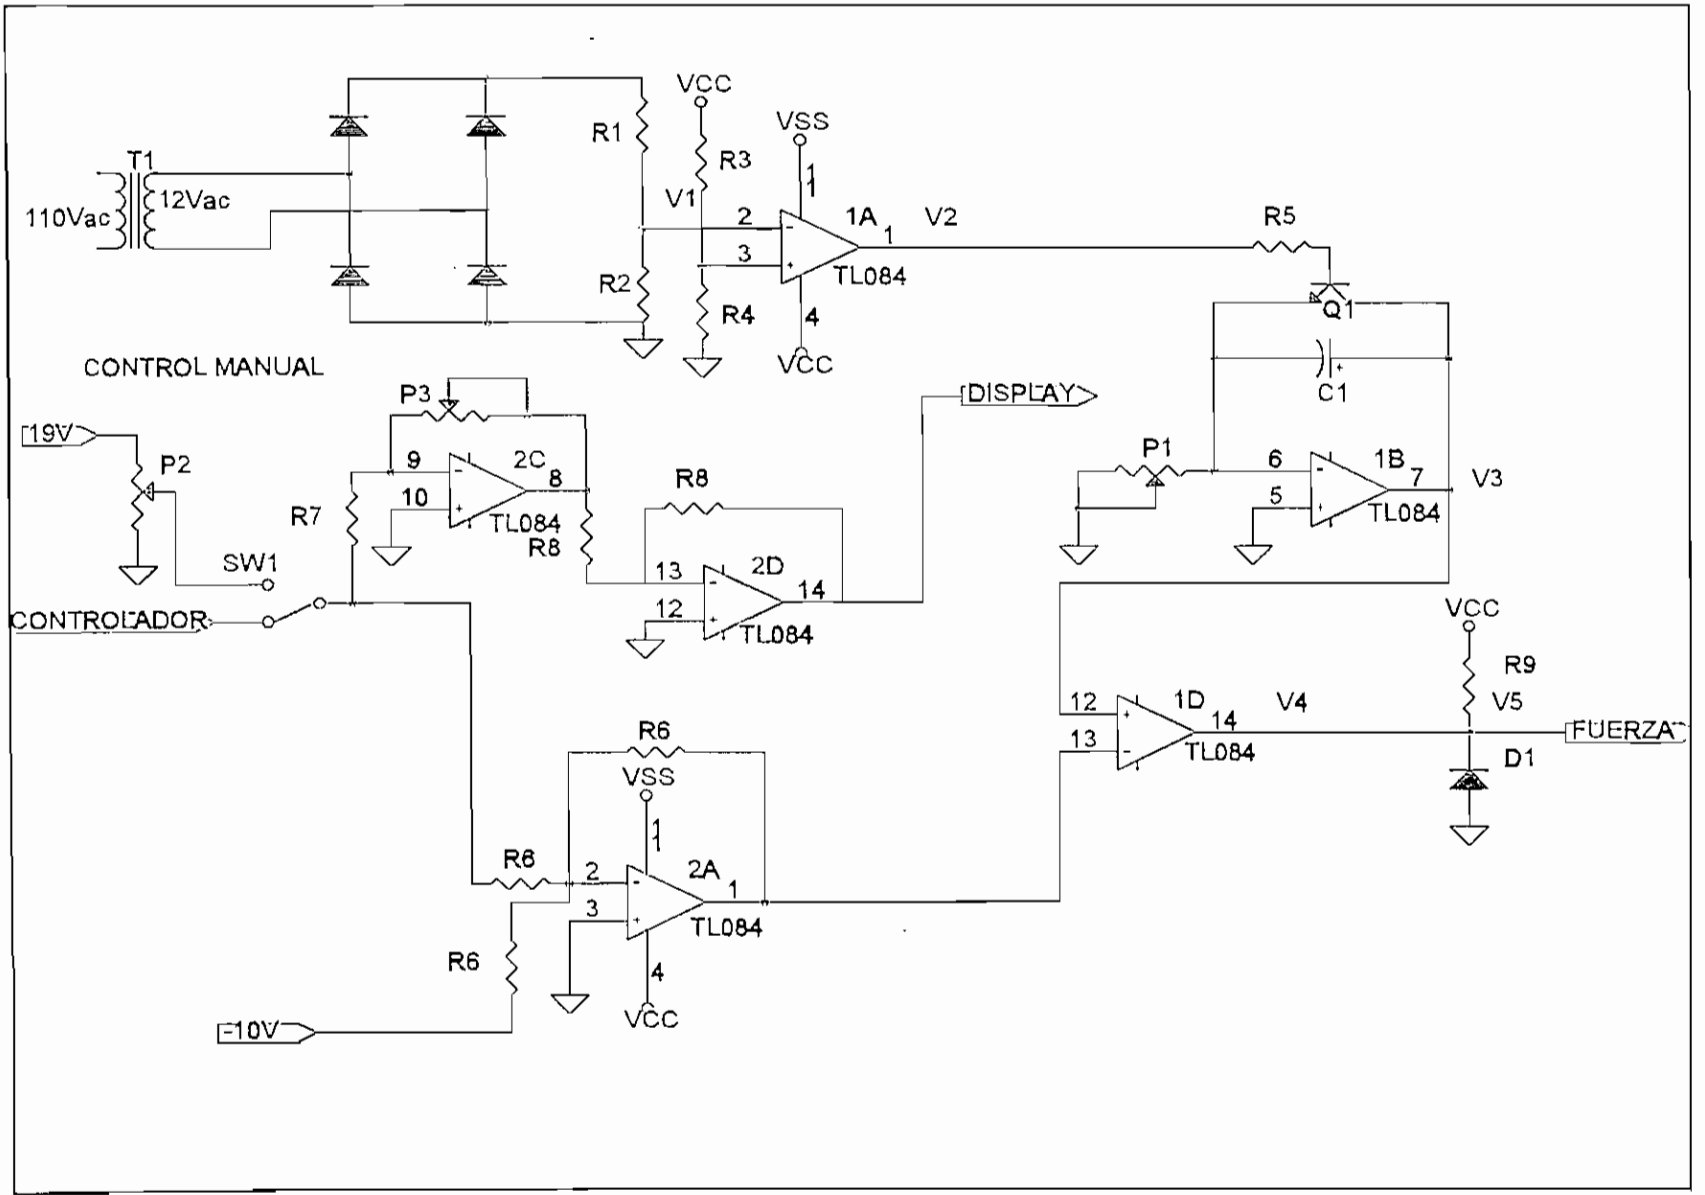 VCC
VSS
R1
R3
T1
11
110Vac
12Vac
V1
2
1A
1
V2
R5
3
TL084
R2
R4
4
VCC
Q1
C1
CONTROL MANUAL
P3
DISPLAY
19V
P2
9
2C
8
10
TL084
R7
R8
R8
P1
6
1B
7
V3
5
TL084
SW1
CONTROLADOR
13
2D
14
12
TL084
VCC
R9
12
1D
14
V4
V5
FUERZA
13
TL084
D1
R6
VSS
11
R6
2
2A
1
3
TL084
R6
4
VCC
-10V